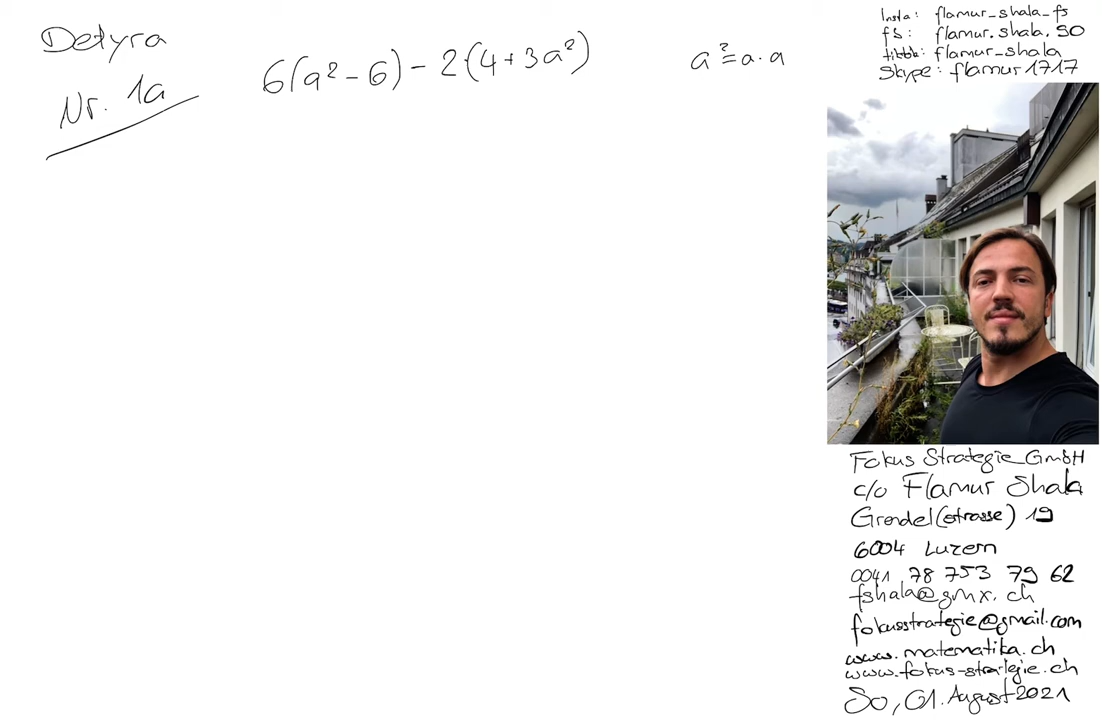 Detyra
Nr. 1a
6(a² - 6) - 2(4 + 3a²)
a² = a · a
Insta: flamur_shala_fs
fb: flamur.shala.90
tiktok: flamur_shala
Skype: flamur1717
Fokus Strategie GmbH
c/o Flamur Shala
Grendel(strasse) 19
6004 Luzern
0041 78 753 79 62
fshala@gmx.ch
fokusstrategie@gmail.com
www.matematika.ch
www.fokus-strategie.ch
So, 01. August 2021